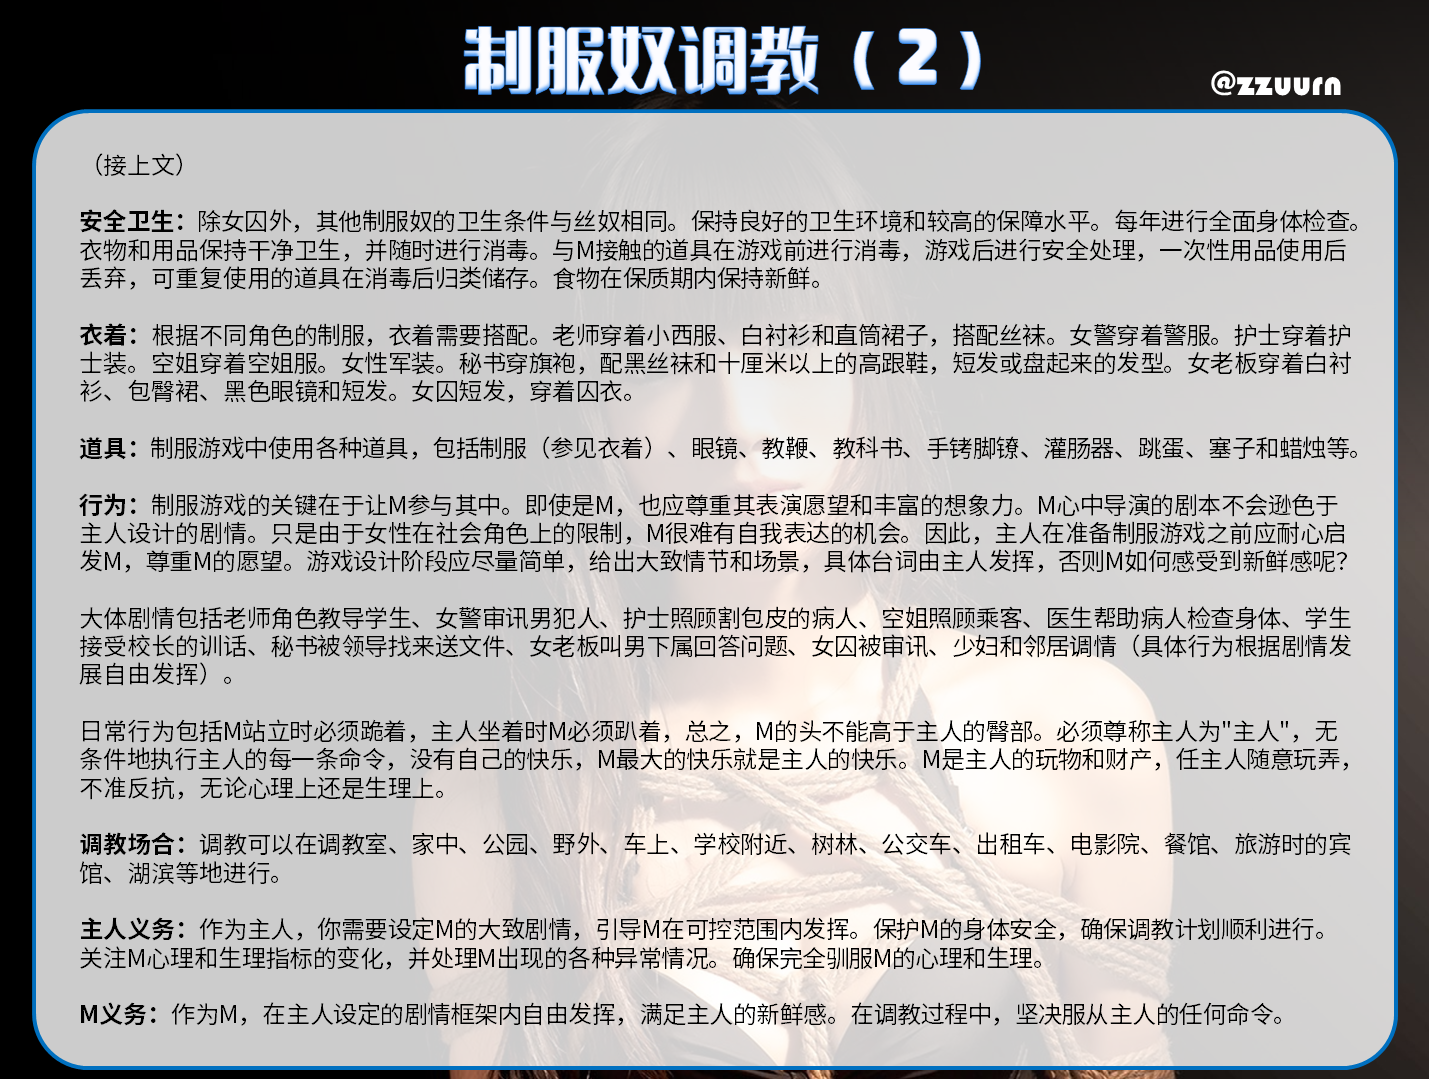 制服奴调教（2）
@zzuurn
（接上文）
安全卫生：除女囚外，其他制服奴的卫生条件与丝奴相同。保持良好的卫生环境和较高的保障水平。每年进行全面身体检查。
衣物和用品保持干净卫生，并随时进行消毒。与M接触的道具在游戏前进行消毒，游戏后进行安全处理，一次性用品使用后
丢弃，可重复使用的道具在消毒后归类储存。食物在保质期内保持新鲜。
衣着：根据不同角色的制服，衣着需要搭配。老师穿着小西服、白衬衫和直筒裙子，搭配丝袜。女警穿着警服。护士穿着护
士装。空姐穿着空姐服。女性军装。秘书穿旗袍，配黑丝袜和十厘米以上的高跟鞋，短发或盘起来的发型。女老板穿着白衬
衫、包臀裙、黑色眼镜和短发。女囚短发，穿着囚衣。
道具：制服游戏中使用各种道具，包括制服（参见衣着）、眼镜、教鞭、教科书、手铐脚镣、灌肠器、跳蛋、塞子和蜡烛等。
行为：制服游戏的关键在于让M参与其中。即使是M，也应尊重其表演愿望和丰富的想象力。M心中导演的剧本不会逊色于
主人设计的剧情。只是由于女性在社会角色上的限制，M很难有自我表达的机会。因此，主人在准备制服游戏之前应耐心启
发M，尊重M的愿望。游戏设计阶段应尽量简单，给出大致情节和场景，具体台词由主人发挥，否则M如何感受到新鲜感呢？
大体剧情包括老师角色教导学生、女警审讯男犯人、护士照顾割包皮的病人、空姐照顾乘客、医生帮助病人检查身体、学生
接受校长的训话、秘书被领导找来送文件、女老板叫男下属回答问题、女囚被审讯、少妇和邻居调情（具体行为根据剧情发
展自由发挥）。
日常行为包括M站立时必须跪着，主人坐着时M必须趴着，总之，M的头不能高于主人的臀部。必须尊称主人为"主人"，无
条件地执行主人的每一条命令，没有自己的快乐，M最大的快乐就是主人的快乐。M是主人的玩物和财产，任主人随意玩弄，
不准反抗，无论心理上还是生理上。
调教场合：调教可以在调教室、家中、公园、野外、车上、学校附近、树林、公交车、出租车、电影院、餐馆、旅游时的宾
馆、湖滨等地进行。
主人义务：作为主人，你需要设定M的大致剧情，引导M在可控范围内发挥。保护M的身体安全，确保调教计划顺利进行。
关注M心理和生理指标的变化，并处理M出现的各种异常情况。确保完全驯服M的心理和生理。
M义务：作为M，在主人设定的剧情框架内自由发挥，满足主人的新鲜感。在调教过程中，坚决服从主人的任何命令。